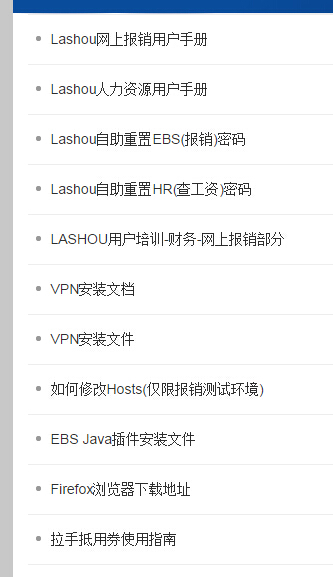 Lashou网上报销用户手册
Lashou人力资源用户手册
Lashou自助重置EBS(报销)密码
Lashou自助重置HR(查工资)密码
LASHOU用户培训-财务-网上报销部分
VPN安装文档
VPN安装文件
如何修改Hosts(仅限报销测试环境)
EBS Java插件安装文件
Firefox浏览器下载地址
拉手抵用券使用指南